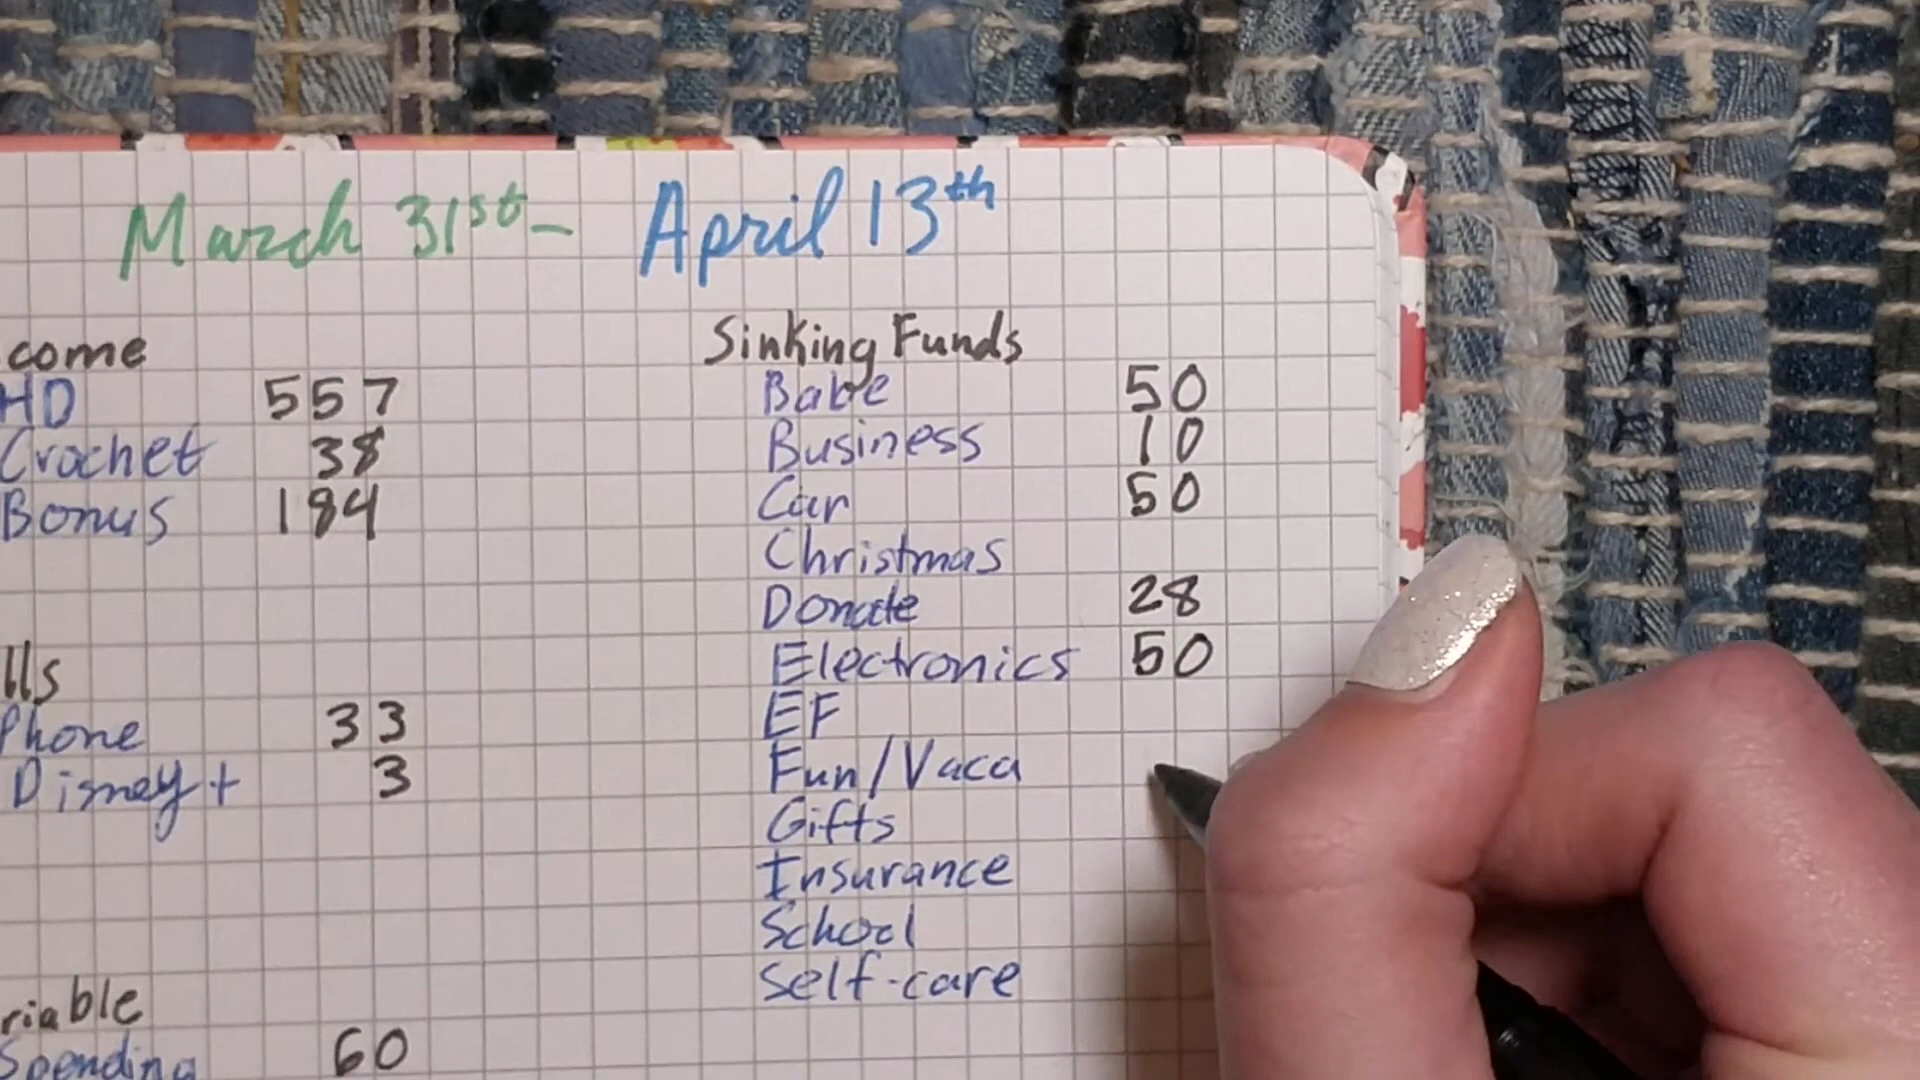 March 31st - April 13th
come
HD 557
Crochet 38
Bonus 184
lls
Phone 33
Disney+ 3
riable
Spending 60
Sinking Funds
Babe 50
Business 10
Car 50
Christmas
Donate 28
Electronics 50
EF
Fun/Vaca
Gifts
Insurance
School
Self-care